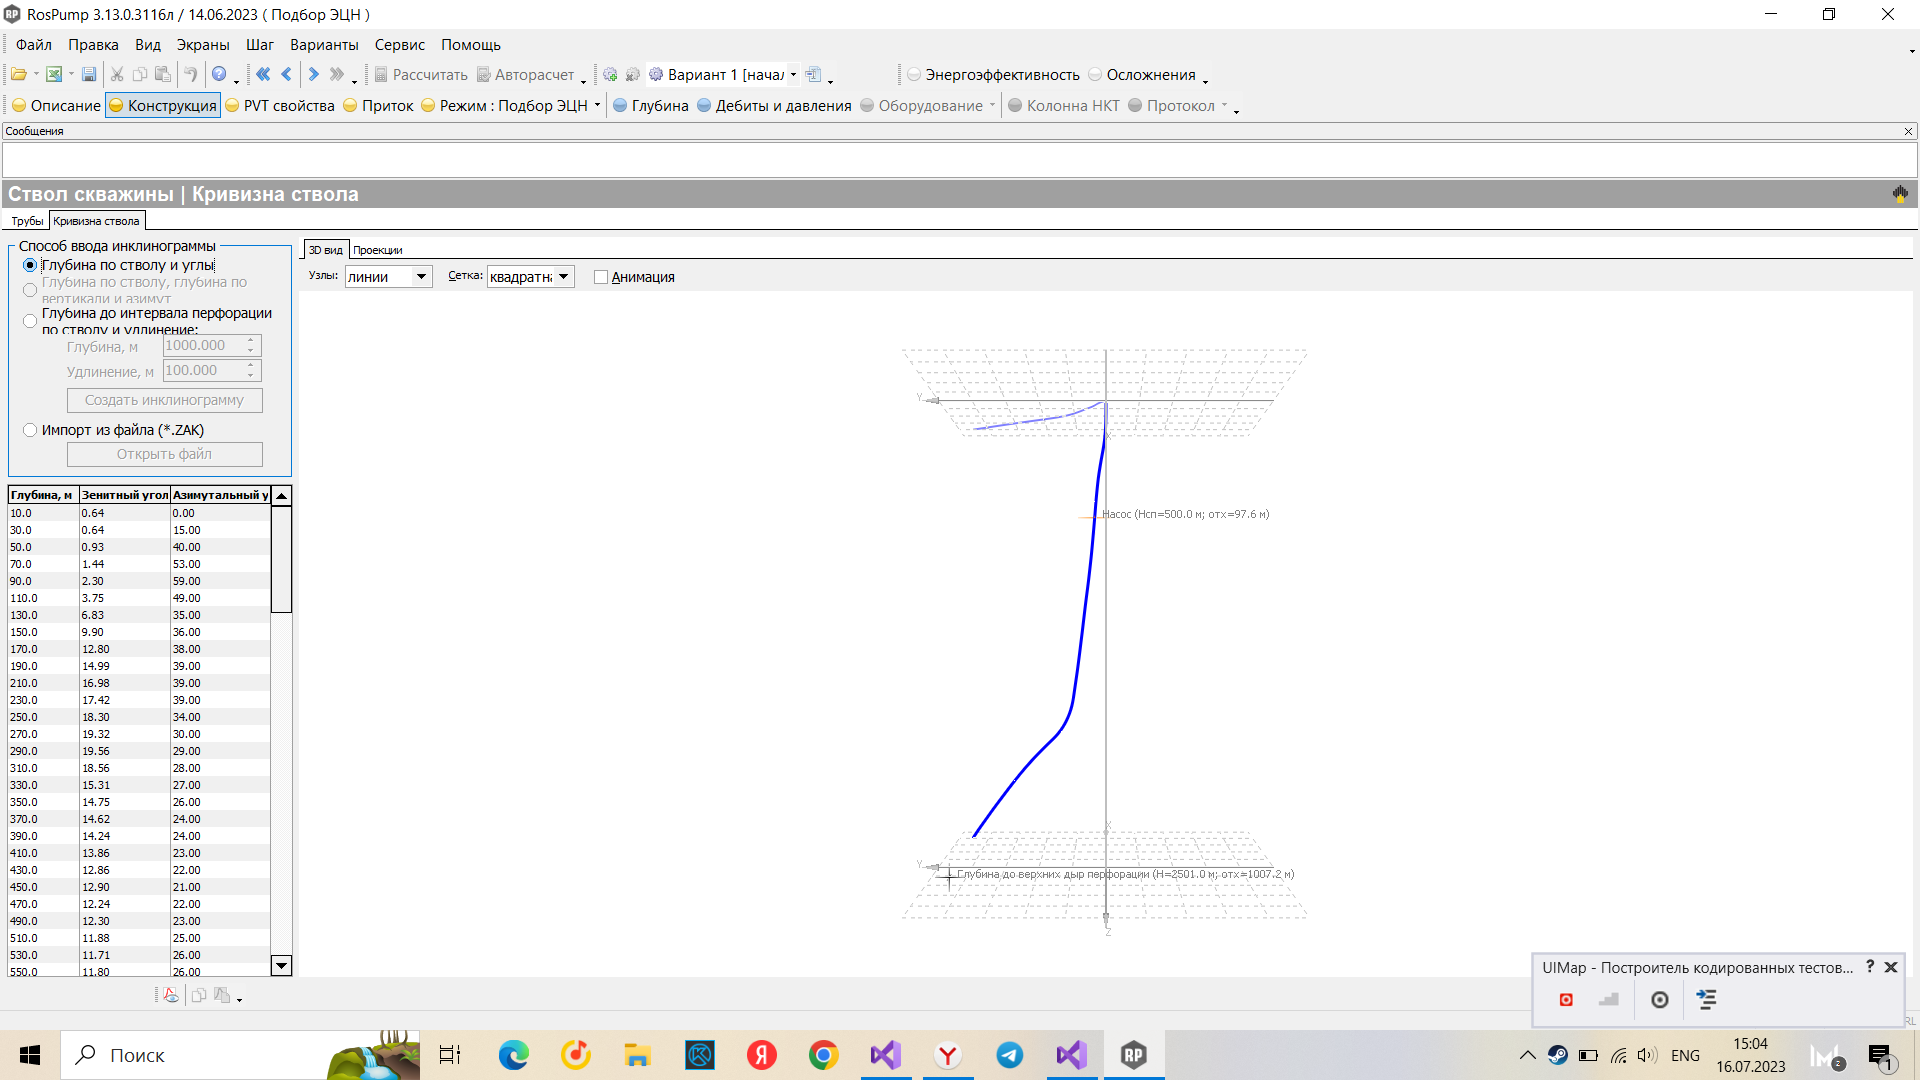 RosPump 3.13.0.3116л / 14.06.2023 ( Подбор ЭЦН )
Файл Правка Вид Экраны Шаг Варианты Сервис Помощь
Рассчитать Авторасчет Вариант 1 [начал Энергоэффективность Осложнения
Описание Конструкция PVT свойства Приток Режим : Подбор ЭЦН Глубина Дебиты и давления Оборудование Колонна НКТ Протокол
Сообщения
Ствол скважины | Кривизна ствола
Трубы Кривизна ствола
Способ ввода инклинограммы
Глубина по стволу и углы
Глубина по стволу, глубина по
вертикали и азимут
Глубина до интервала перфорации
по стволу и удлинение:
Глубина, м 1000.000
Удлинение, м 100.000
Создать инклинограмму
Импорт из файла (*.ZAK)
Открыть файл
Глубина, м Зенитный угол Азимутальный у
10.0 0.64 0.00
30.0 0.64 15.00
50.0 0.93 40.00
70.0 1.44 53.00
90.0 2.30 59.00
110.0 3.75 49.00
130.0 6.83 35.00
150.0 9.90 36.00
170.0 12.80 38.00
190.0 14.99 39.00
210.0 16.98 39.00
230.0 17.42 39.00
250.0 18.30 34.00
270.0 19.32 30.00
290.0 19.56 29.00
310.0 18.56 28.00
330.0 15.31 27.00
350.0 14.75 26.00
370.0 14.62 24.00
390.0 14.24 24.00
410.0 13.86 23.00
430.0 12.86 22.00
450.0 12.90 21.00
470.0 12.24 22.00
490.0 12.30 23.00
510.0 11.88 25.00
530.0 11.71 26.00
550.0 11.80 26.00
3D вид Проекции
Узлы: линии Сетка: квадратна Анимация
Y
X
Насос (Нсп=500.0 м; отх=97.6 м)
X
Y
Глубина до верхних дыр перфорации (Н=2501.0 м; отх=1007.2 м)
Z
UIMap - Построитель кодированных тестов... ?
RL
Поиск
ENG
15:04
16.07.2023
2
1